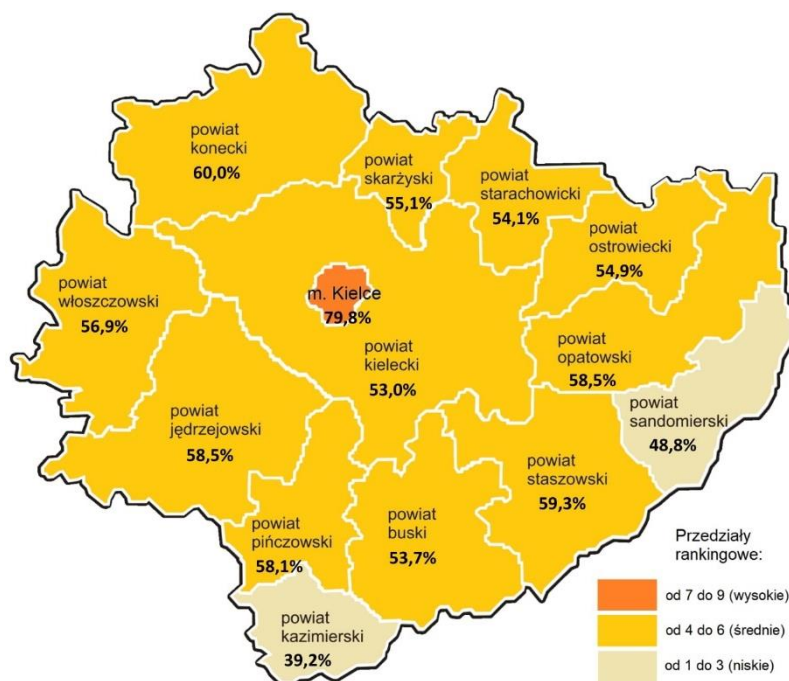 powiat
konecki
60,0%
powiat
skarżyski
55,1%
powiat
starachowicki
54,1%
powiat
ostrowiecki
54,9%
powiat
włoszczowski
56,9%
m. Kielce
79,8%
powiat
kielecki
53,0%
powiat
opatowski
58,5%
powiat
sandomierski
48,8%
powiat
jędrzejowski
58,5%
powiat
staszowski
59,3%
powiat
pińczowski
58,1%
powiat
buski
53,7%
powiat
kazimierski
39,2%
Przedziały
rankingowe:
od 7 do 9 (wysokie)
od 4 do 6 (średnie)
od 1 do 3 (niskie)